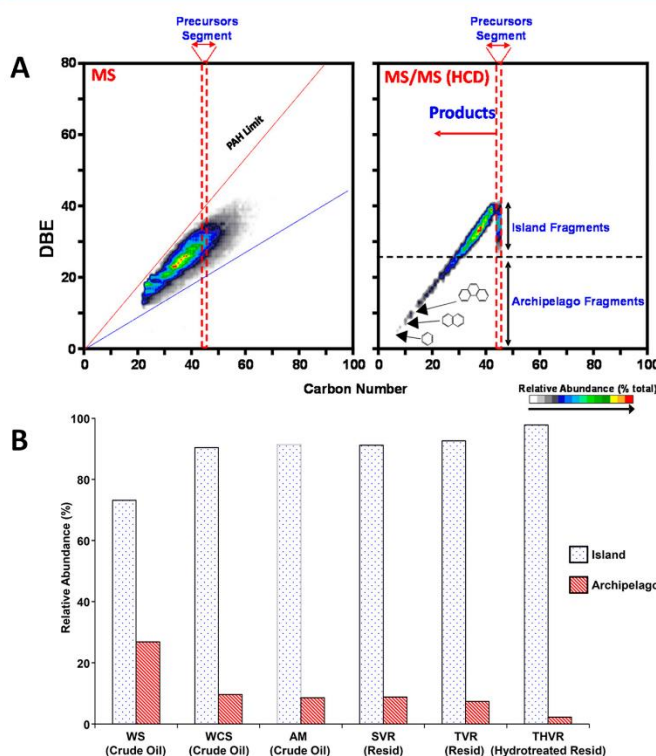 Precursors
Segment
Precursors
Segment
A
MS
PAH Limit
MS/MS (HCD)
Products
Island Fragments
Archipelago Fragments
DBE
80
60
40
20
0
0
20
40
60
80
100
0
20
40
60
80
100
Carbon Number
Relative Abundance (% total)
B
Relative Abundance (%)
100
80
60
40
20
0
Island
Archipelago
WS
(Crude Oil)
WCS
(Crude Oil)
AM
(Crude Oil)
SVR
(Resid)
TVR
(Resid)
THVR
(Hydrotreated Resid)